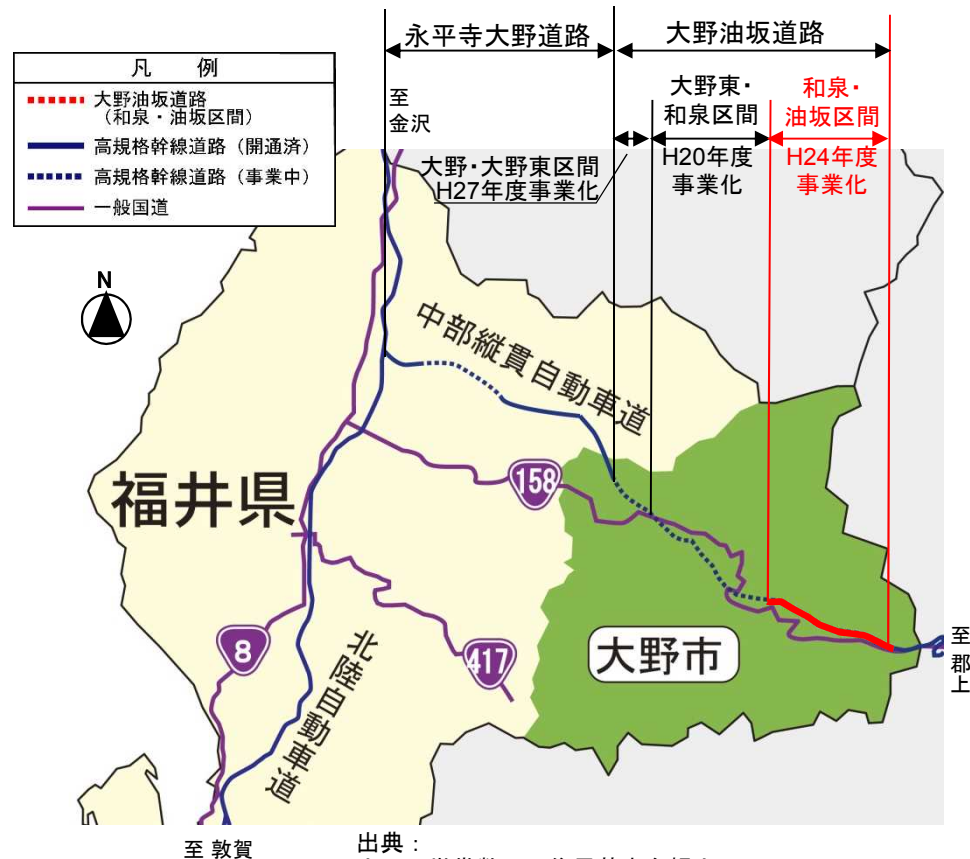 永平寺大野道路
大野油坂道路
凡 例
大野油坂道路
（和泉・油坂区間）
高規格幹線道路（開通済）
高規格幹線道路（事業中）
一般国道
至
金沢
大野・大野東区間
H27年度事業化
大野東・
和泉区間
H20年度
事業化
和泉・
油坂区間
H24年度
事業化
N
中部縦貫自動車道
福井県
158
8
417
北陸自動車道
大野市
至
郡上
至 敦賀
出典：